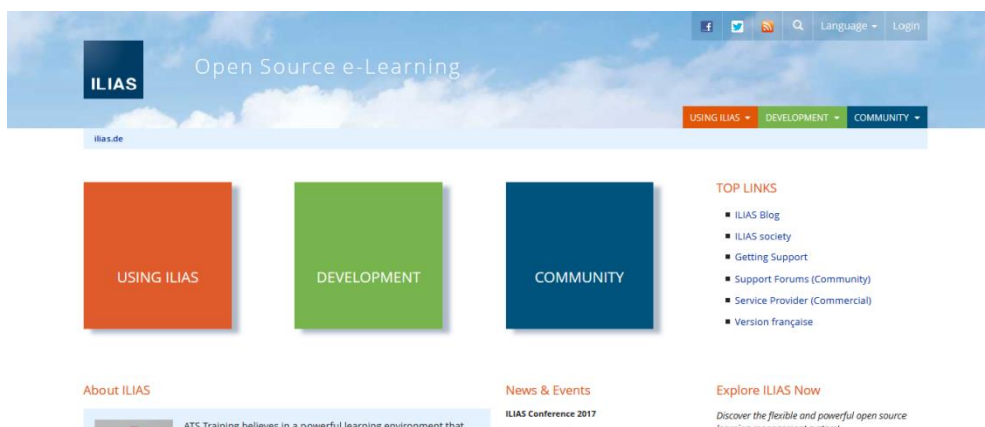 Language
Login
ILIAS
Open Source e-Learning
USING ILIAS
DEVELOPMENT
COMMUNITY
ilias.de
USING ILIAS
DEVELOPMENT
COMMUNITY
TOP LINKS
ILIAS Blog
ILIAS society
Getting Support
Support Forums (Community)
Service Provider (Commercial)
Version française
About ILIAS
ATS Training believes in a powerful learning environment that
News & Events
ILIAS Conference 2017
Explore ILIAS Now
Discover the flexible and powerful open source